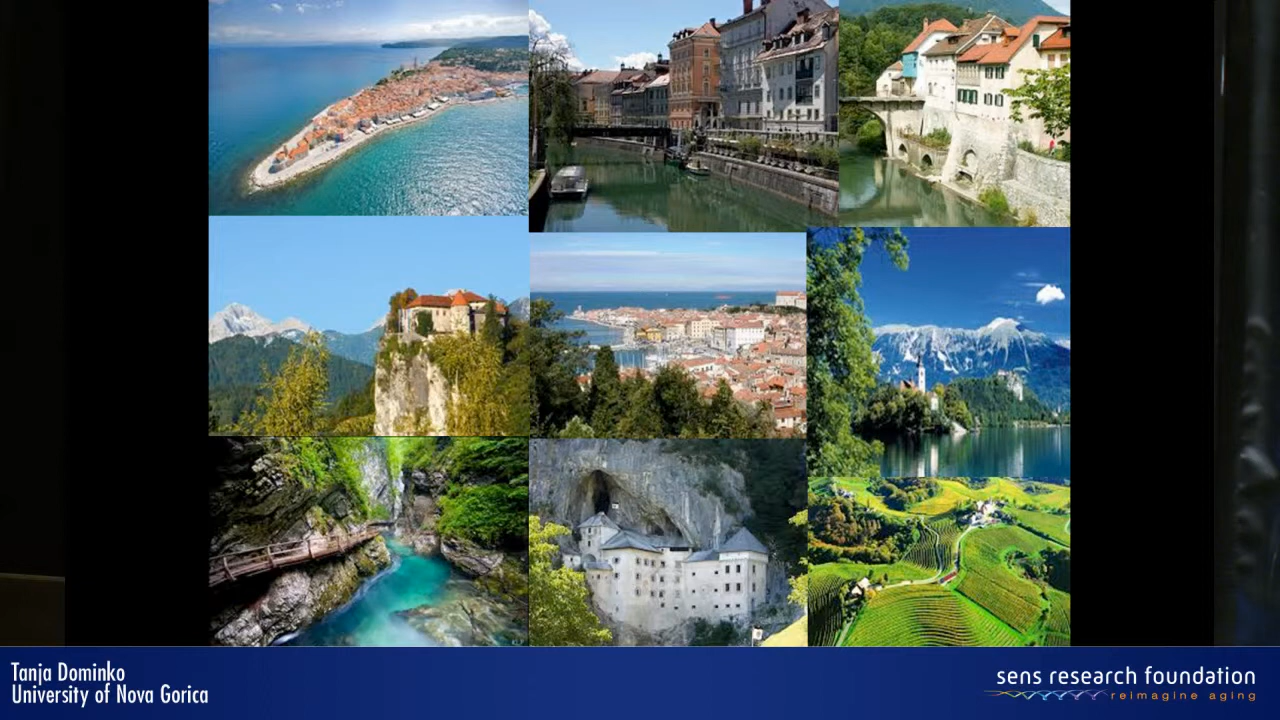 Tanja Dominko
University of Nova Gorica
sens research foundation
reimagine aging